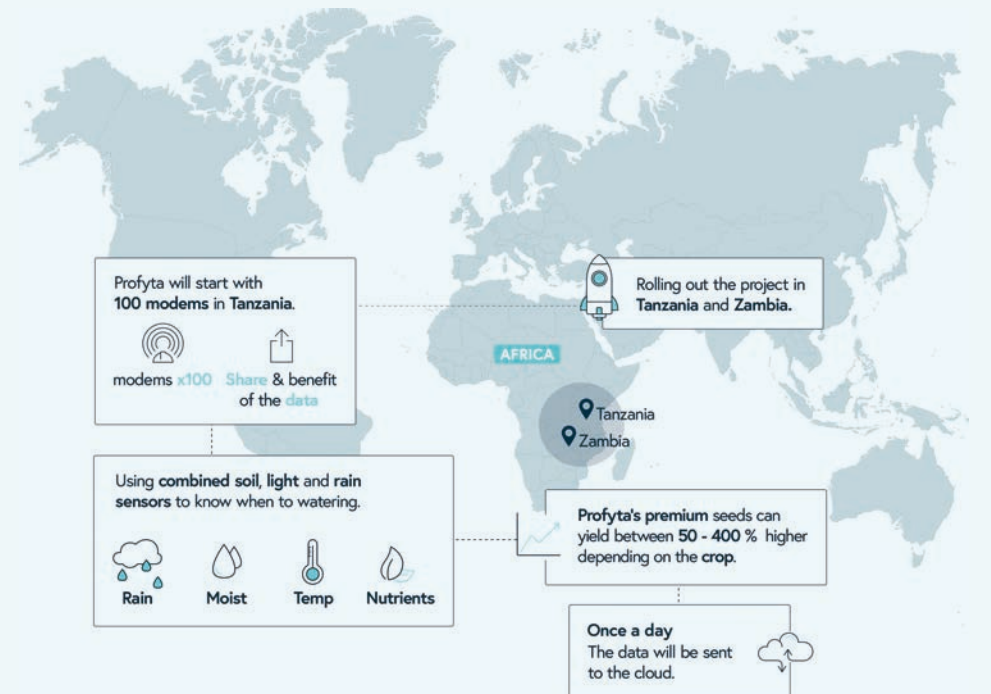 Profyta will start with
100 modems in Tanzania.
modems x100
Share & benefit
of the data
Rolling out the project in
Tanzania and Zambia.
AFRICA
Tanzania
Zambia
Using combined soil, light and rain
sensors to know when to watering.
Rain
Moist
Temp
Nutrients
Profyta's premium seeds can
yield between 50 - 400 % higher
depending on the crop.
Once a day
The data will be sent
to the cloud.